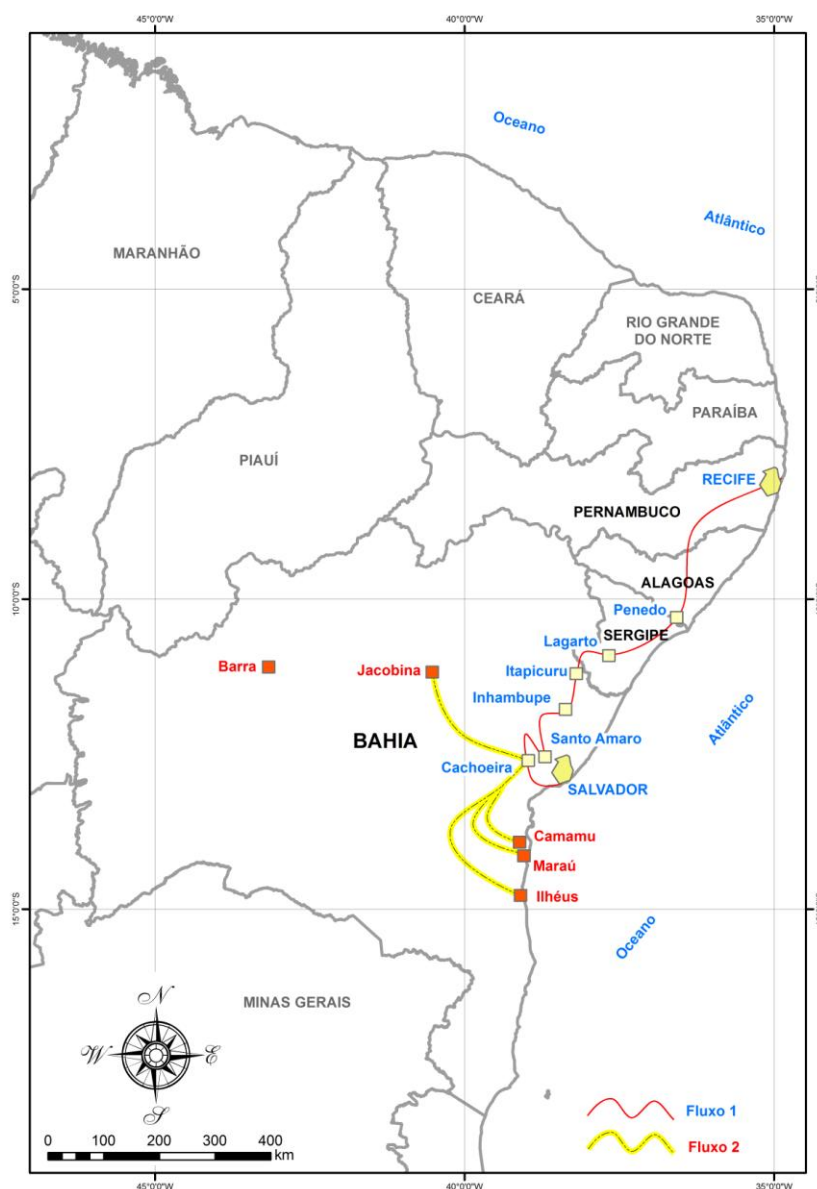 45°0'0"W
40°0'0"W
35°0'0"W
Oceano
Atlântico
MARANHÃO
5°0'0"S
CEARÁ
RIO GRANDE
DO NORTE
PARAÍBA
PIAUÍ
RECIFE
PERNAMBUCO
ALAGOAS
10°0'0"S
Penedo
SERGIPE
Lagarto
Barra
Jacobina
Itapicuru
Inhambupe
Atlântico
BAHIA
Santo Amaro
Cachoeira
SALVADOR
Camamu
Maraú
Ilhéus
15°0'0"S
Oceano
MINAS GERAIS
N
W
E
S
Fluxo 1
Fluxo 2
0 100 200 300 400
km
45°0'0"W
40°0'0"W
35°0'0"W